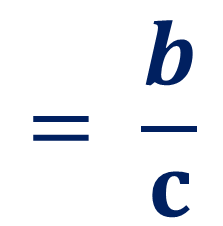 = b/c